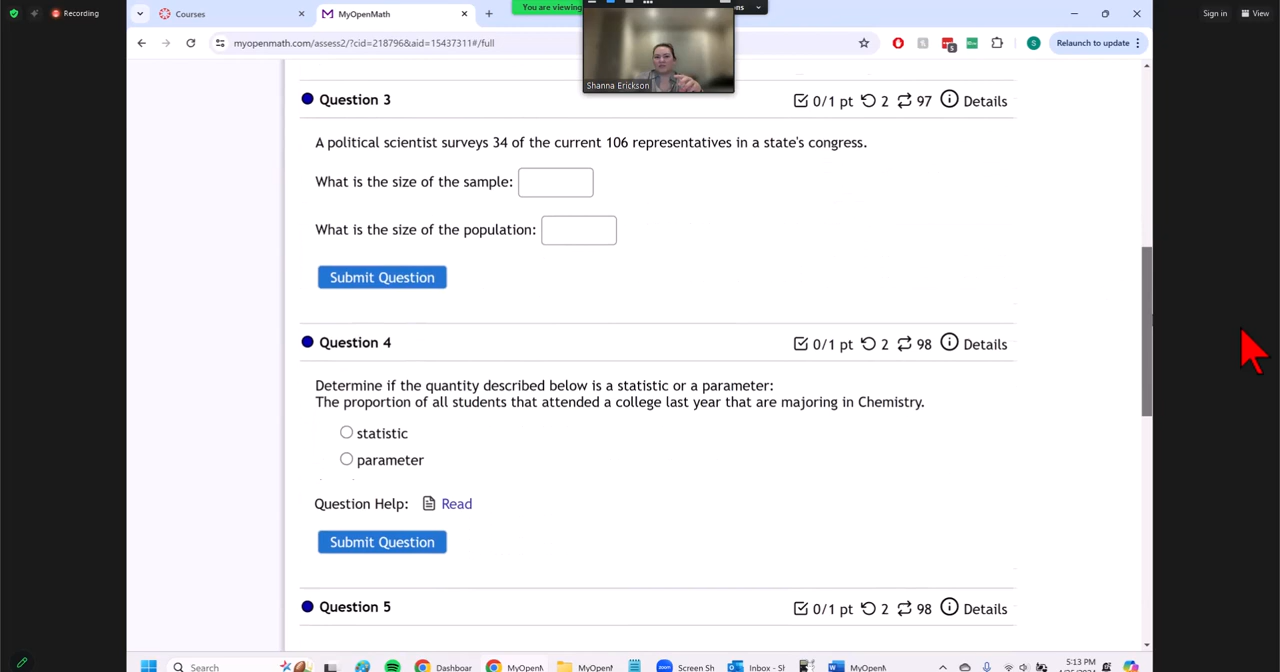 Recording
Courses
MyOpenMath
You are viewing
Sign in
View
myopenmath.com/assess2/?cid=218796&aid=15437311#/full
Relaunch to update
Shanna Erickson
Question 3
0/1 pt 2 97 Details
A political scientist surveys 34 of the current 106 representatives in a state's congress.
What is the size of the sample:
What is the size of the population:
Submit Question
Question 4
0/1 pt 2 98 Details
Determine if the quantity described below is a statistic or a parameter:
The proportion of all students that attended a college last year that are majoring in Chemistry.
statistic
parameter
Question Help: Read
Submit Question
Question 5
0/1 pt 2 98 Details
Search
Dashboar
MyOpenM
MyOpenM
Screen Sh
Inbox - Sh
MyOpenM
5:13 PM